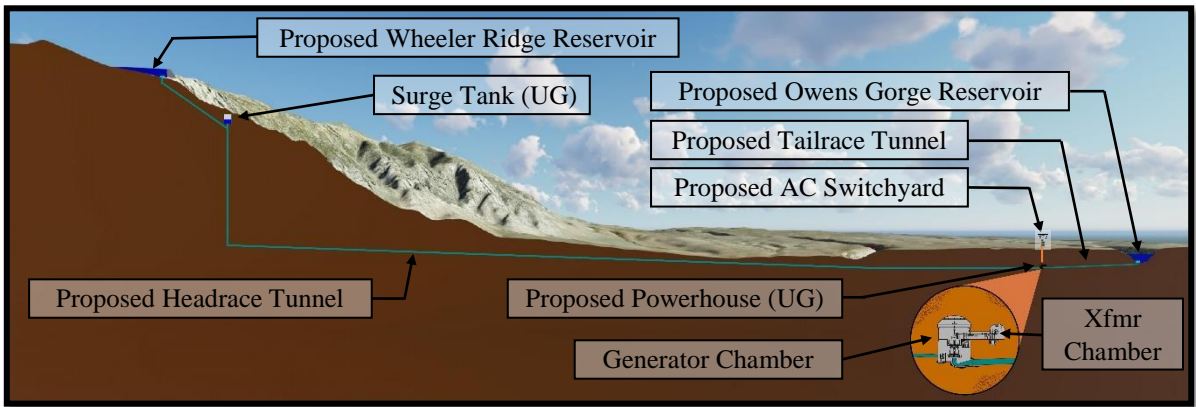 Proposed Wheeler Ridge Reservoir
Surge Tank (UG)
Proposed Owens Gorge Reservoir
Proposed Tailrace Tunnel
Proposed AC Switchyard
Proposed Headrace Tunnel
Proposed Powerhouse (UG)
Generator Chamber
Xfmr
Chamber